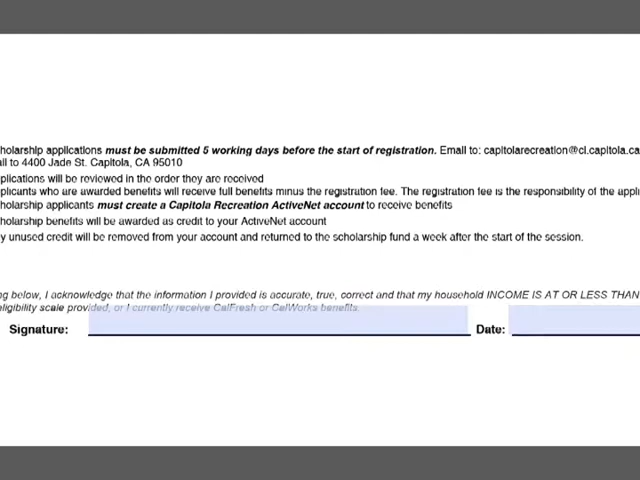 holarship applications must be submitted 5 working days before the start of registration. Email to: capitolarecreation@ci.capitola.ca
ail to 4400 Jade St. Capitola, CA 95010
plications will be reviewed in the order they are received
plicants who are awarded benefits will receive full benefits minus the registration fee. The registration fee is the responsibility of the appli
holarship applicants must create a Capitola Recreation ActiveNet account to receive benefits
holarship benefits will be awarded as credit to your ActiveNet account
y unused credit will be removed from your account and returned to the scholarship fund a week after the start of the session.
ng below, I acknowledge that the information I provided is accurate, true, correct and that my household INCOME IS AT OR LESS THAN
eligibility scale provided, or I currently receive CalFresh or CalWorks benefits.
Signature: Date: